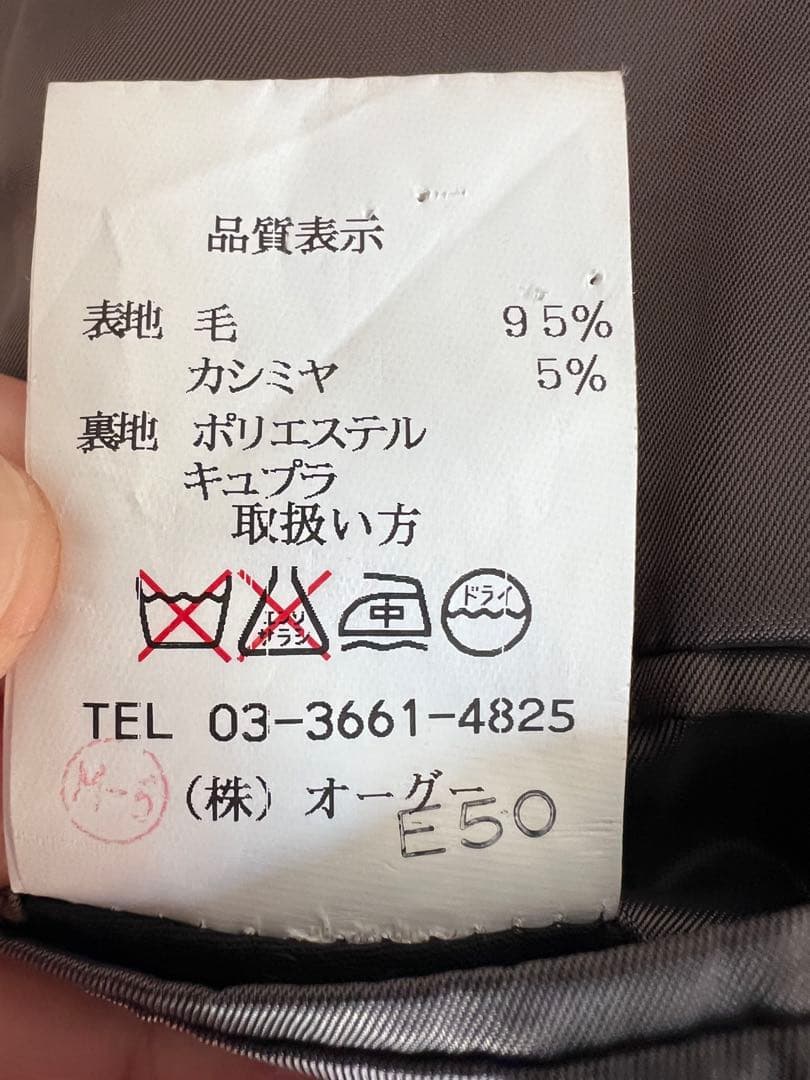 品質表示
表地 毛 95%
カシミヤ 5%
裏地 ポリエステル
キュプラ
取扱い方
エンソ
サラシ
中
ドライ
TEL 03-3661-4825
M-5
(株) オーグー
E50